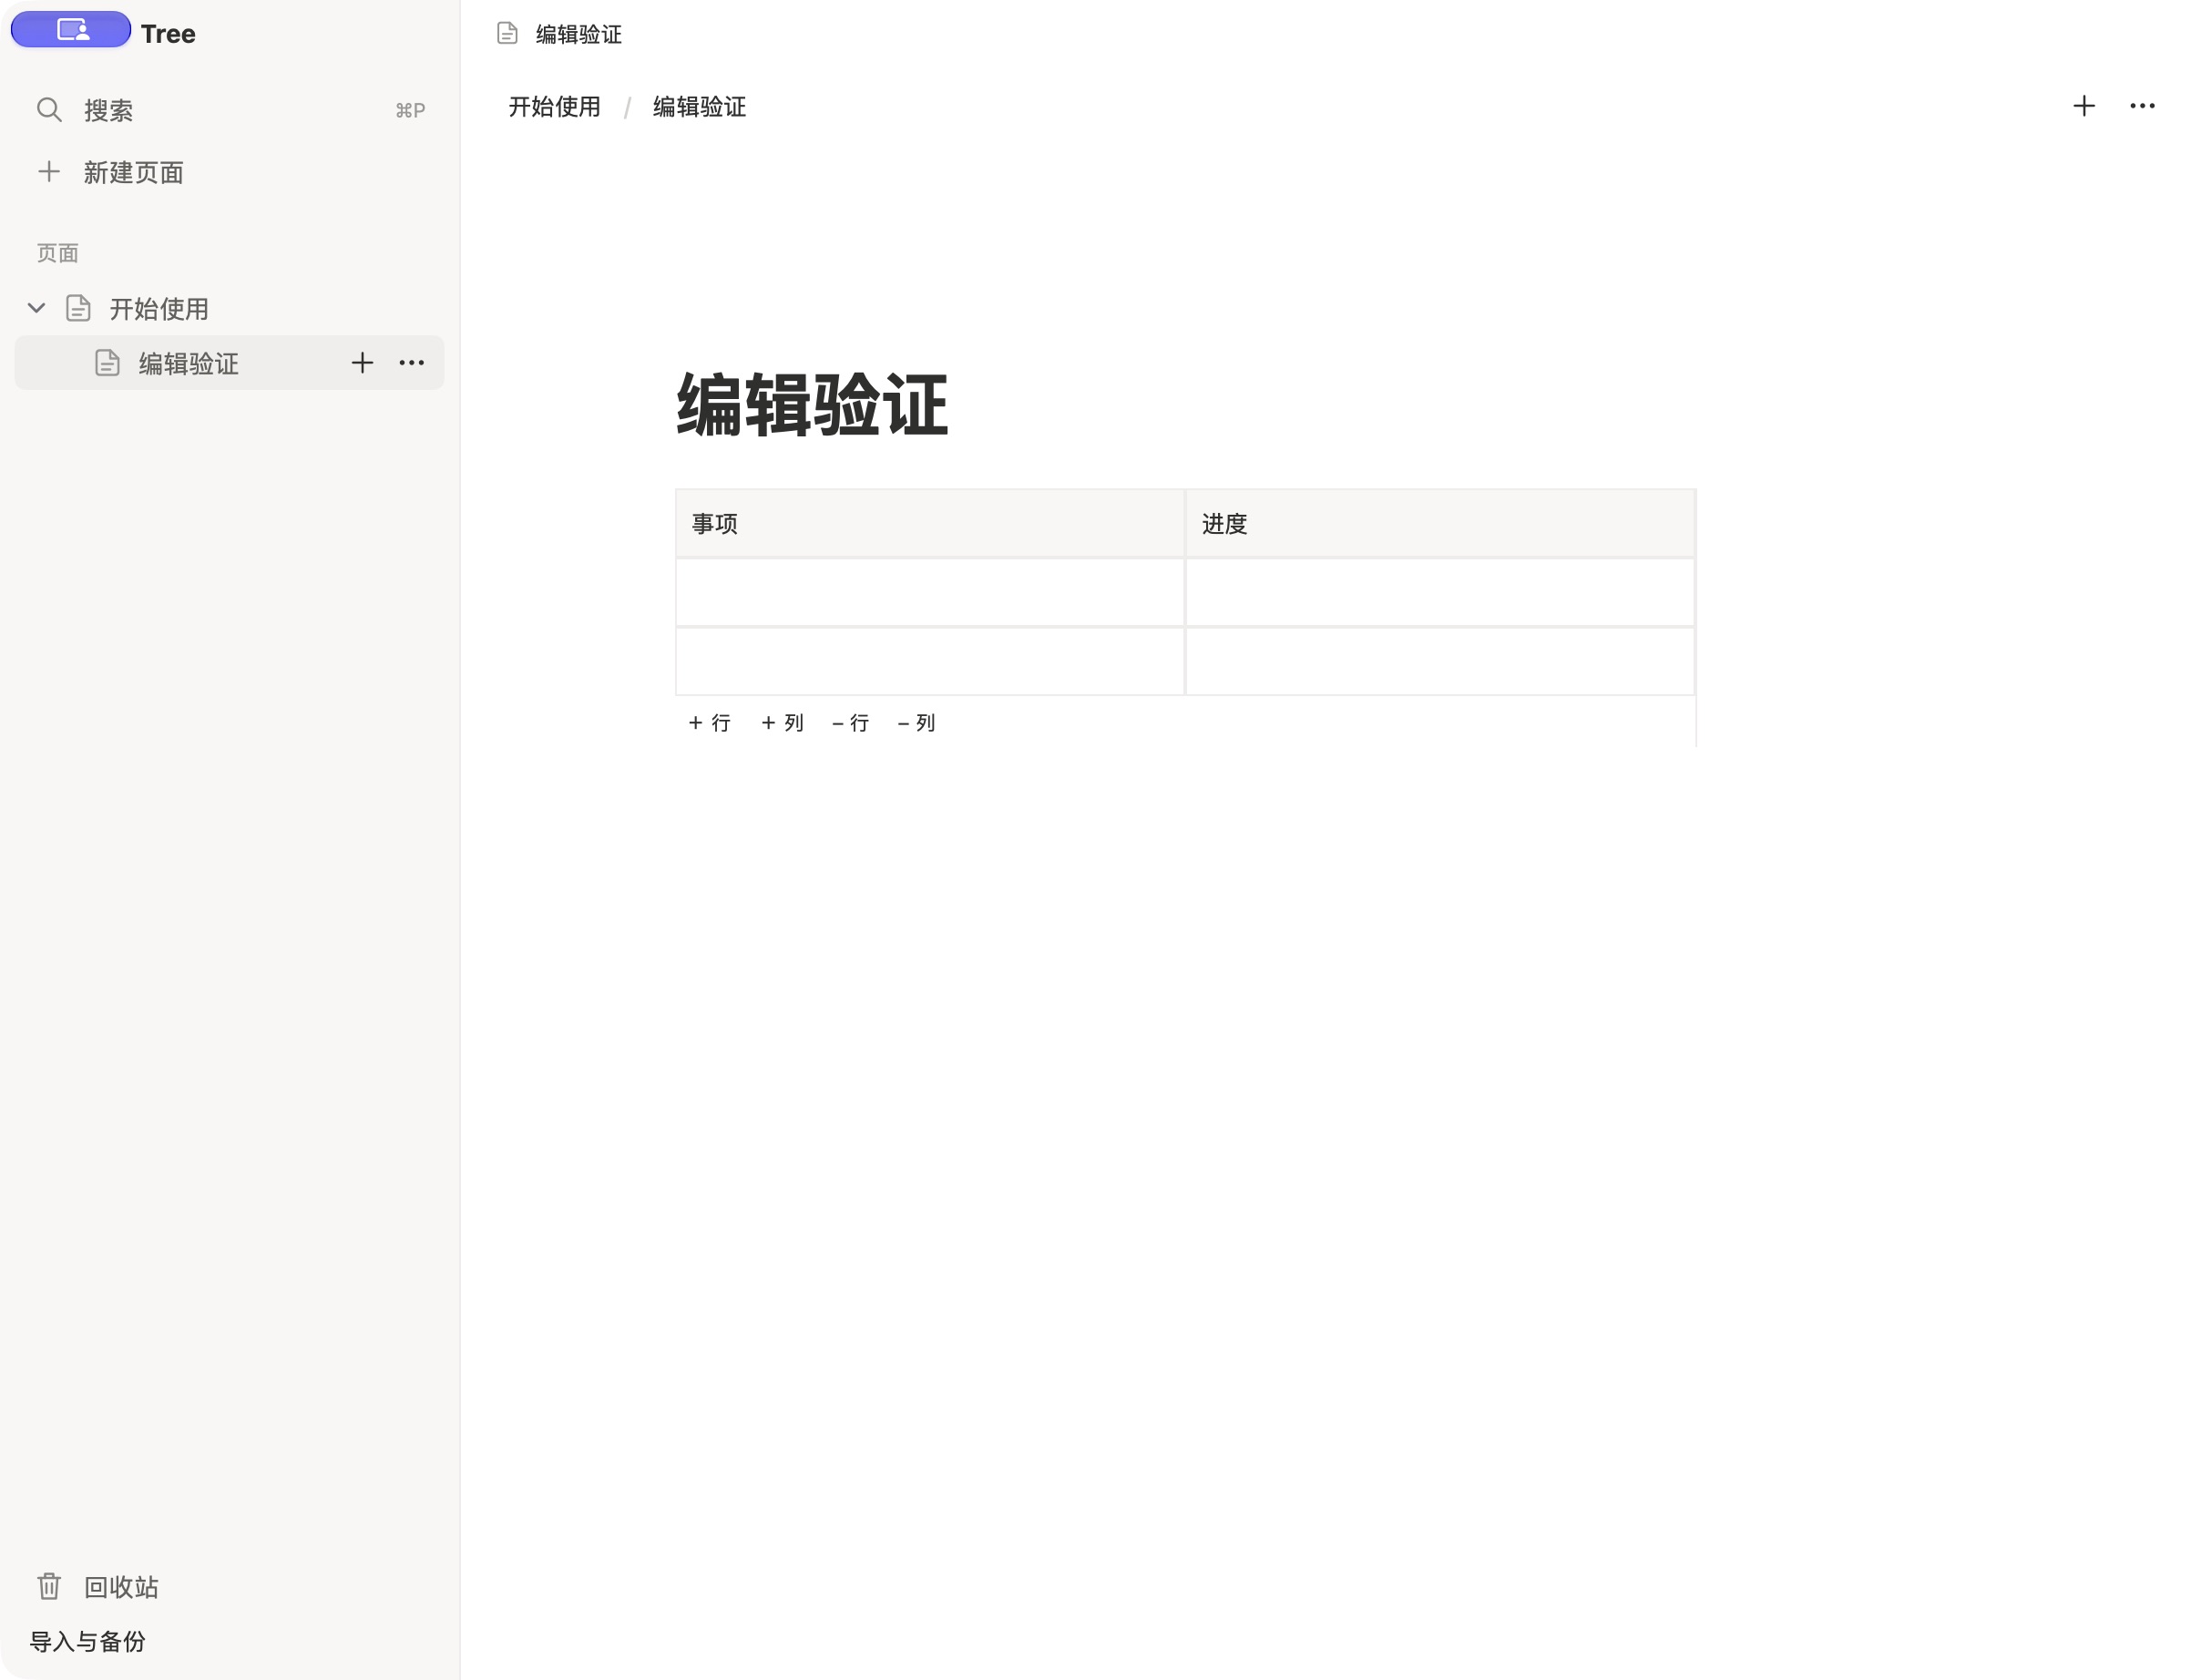 Tree
搜索 ⌘P
新建页面
页面
开始使用
编辑验证
回收站
导入与备份
编辑验证
开始使用 / 编辑验证
编辑验证
事项 进度
+ 行 + 列 − 行 − 列